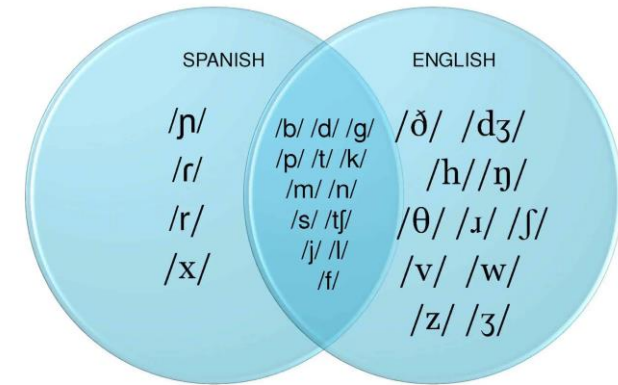 SPANISH
/ɲ/
/ɾ/
/r/
/x/
/b/ /d/ /g/
/p/ /t/ /k/
/m/ /n/
/s/ /tʃ/
/j/ /l/
/f/
ENGLISH
/ð/ /dʒ/
/h//ŋ/
/θ/ /ɹ/ /ʃ/
/v/ /w/
/z/ /ʒ/